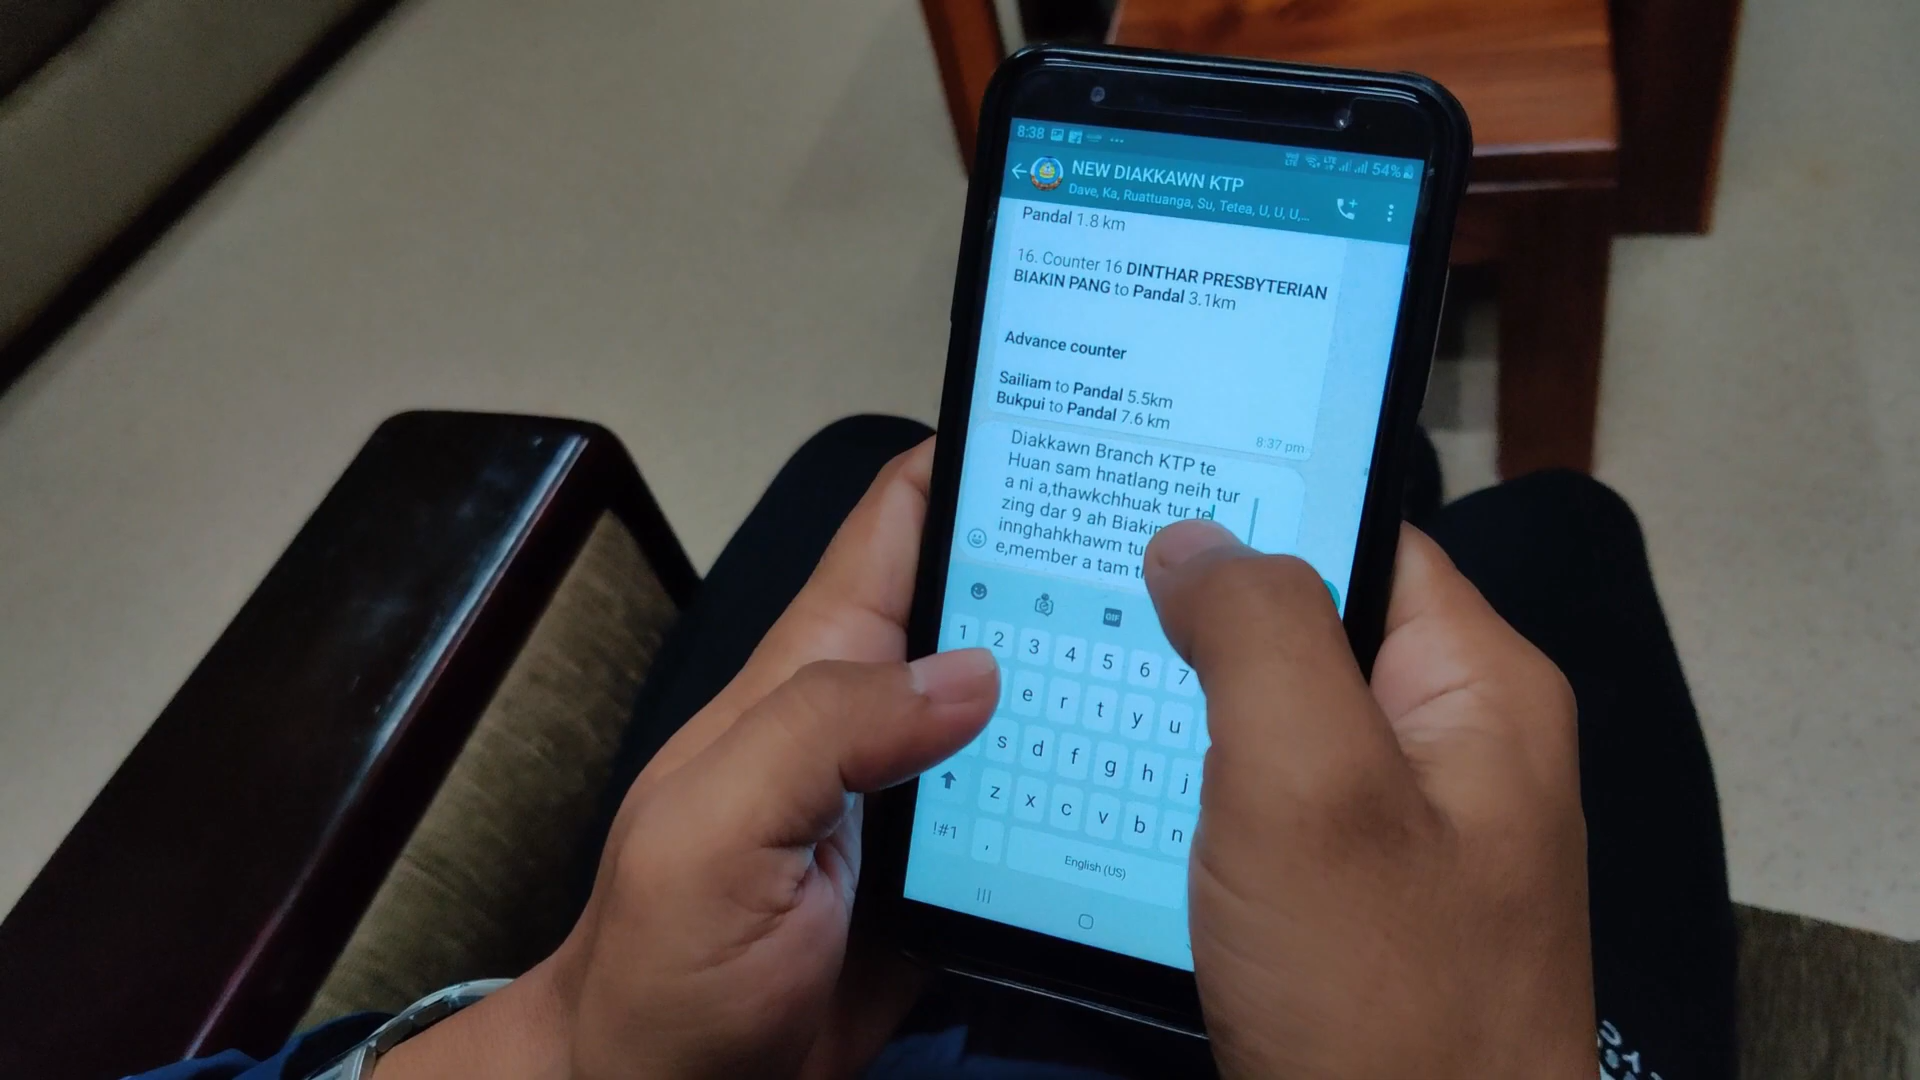 8:38
54%
NEW DIAKKAWN KTP
Dave, Ka, Ruattuanga, Su, Tetea, U, U, U,...
Pandal 1.8 km
16. Counter 16 DINTHAR PRESBYTERIAN
BIAKIN PANG to Pandal 3.1km
Advance counter
Sailiam to Pandal 5.5km
Bukpui to Pandal 7.6 km
8:37 pm
Diakkawn Branch KTP te
Huan sam hnatlang neih tur
a ni a,thawkchhuak tur te
zing dar 9 ah
innghahkhawm
e,member a tam
GIF
1 2 3 4 5 6 7
e r t y u
s d f g h j
z x c v b n
!#1 , English (US)